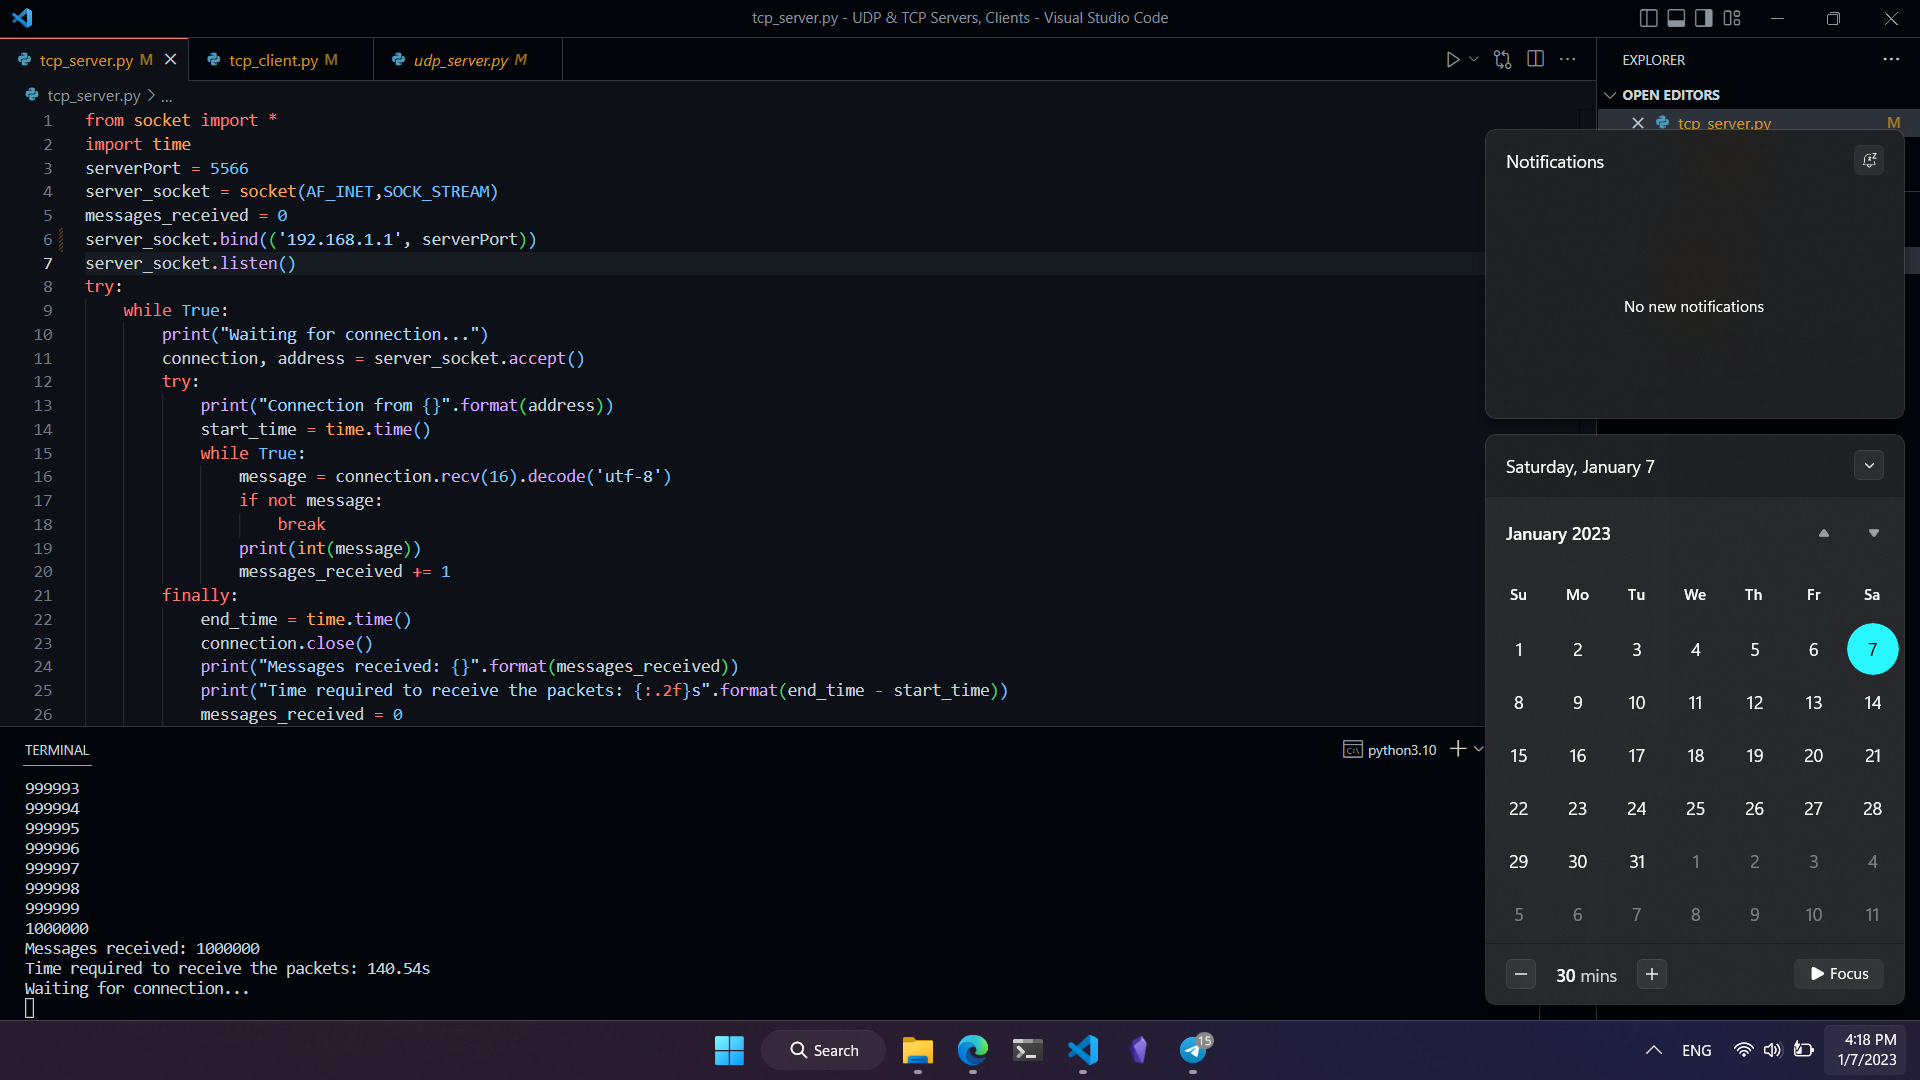 tcp_server.py - UDP & TCP Servers, Clients - Visual Studio Code
tcp_server.py M
tcp_client.py M
udp_server.py M
tcp_server.py > ...
1 from socket import *
2 import time
3 serverPort = 5566
4 server_socket = socket(AF_INET,SOCK_STREAM)
5 messages_received = 0
6 server_socket.bind(('192.168.1.1', serverPort))
7 server_socket.listen()
8 try:
9 while True:
10 print("Waiting for connection...")
11 connection, address = server_socket.accept()
12 try:
13 print("Connection from {}".format(address))
14 start_time = time.time()
15 while True:
16 message = connection.recv(16).decode('utf-8')
17 if not message:
18 break
19 print(int(message))
20 messages_received += 1
21 finally:
22 end_time = time.time()
23 connection.close()
24 print("Messages received: {}".format(messages_received))
25 print("Time required to receive the packets: {:.2f}s".format(end_time - start_time))
26 messages_received = 0
TERMINAL
python3.10
999993
999994
999995
999996
999997
999998
999999
1000000
Messages received: 1000000
Time required to receive the packets: 140.54s
Waiting for connection...
EXPLORER
OPEN EDITORS
tcp_server.py M
Notifications
No new notifications
Saturday, January 7
January 2023
Su Mo Tu We Th Fr Sa
1 2 3 4 5 6 7
8 9 10 11 12 13 14
15 16 17 18 19 20 21
22 23 24 25 26 27 28
29 30 31 1 2 3 4
5 6 7 8 9 10 11
30 mins
Focus
Search
15
ENG
4:18 PM
1/7/2023